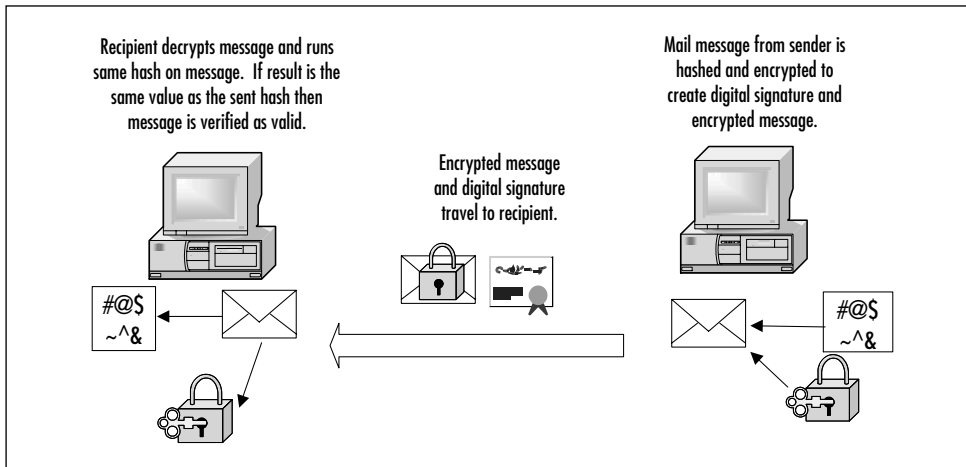 Recipient decrypts message and runs
same hash on message. If result is the
same value as the sent hash then
message is verified as valid.
Mail message from sender is
hashed and encrypted to
create digital signature and
encrypted message.
Encrypted message
and digital signature
travel to recipient.
#@$
~^&
#@$
~^&